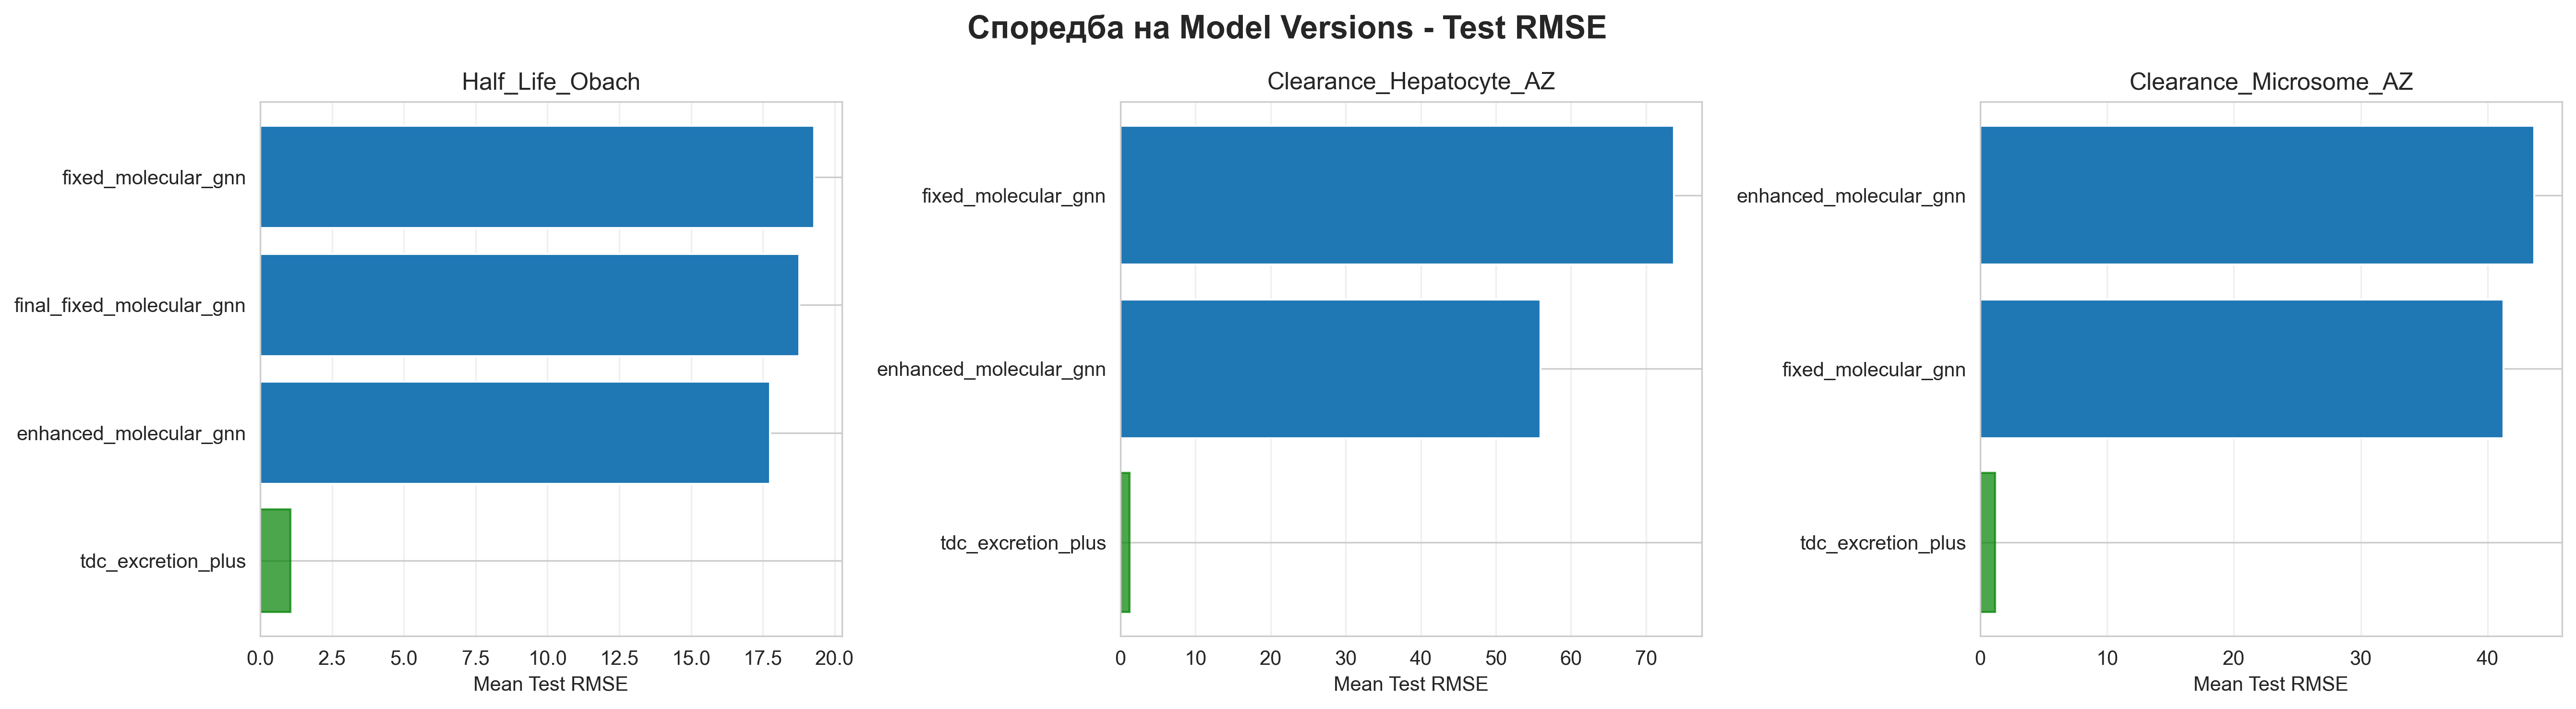 Споредба на Model Versions - Test RMSE
Half_Life_Obach
fixed_molecular_gnn
final_fixed_molecular_gnn
enhanced_molecular_gnn
tdc_excretion_plus
0.0 2.5 5.0 7.5 10.0 12.5 15.0 17.5 20.0
Mean Test RMSE
Clearance_Hepatocyte_AZ
fixed_molecular_gnn
enhanced_molecular_gnn
tdc_excretion_plus
0 10 20 30 40 50 60 70
Mean Test RMSE
Clearance_Microsome_AZ
enhanced_molecular_gnn
fixed_molecular_gnn
tdc_excretion_plus
0 10 20 30 40
Mean Test RMSE